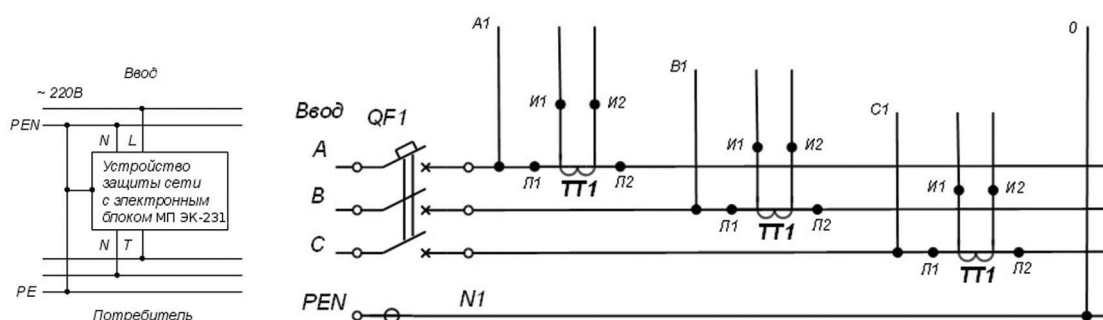 Ввод
~ 220В
PEN
N L
Устройство
защиты сети
с электронным
блоком МП ЭК-231
N T
PE
Потребитель
A1
B1
C1
0
И1 И2
И1 И2
И1 И2
Ввод
QF1
A
Л1 ТТ1 Л2
B
Л1 ТТ1 Л2
C
Л1 ТТ1 Л2
PEN N1